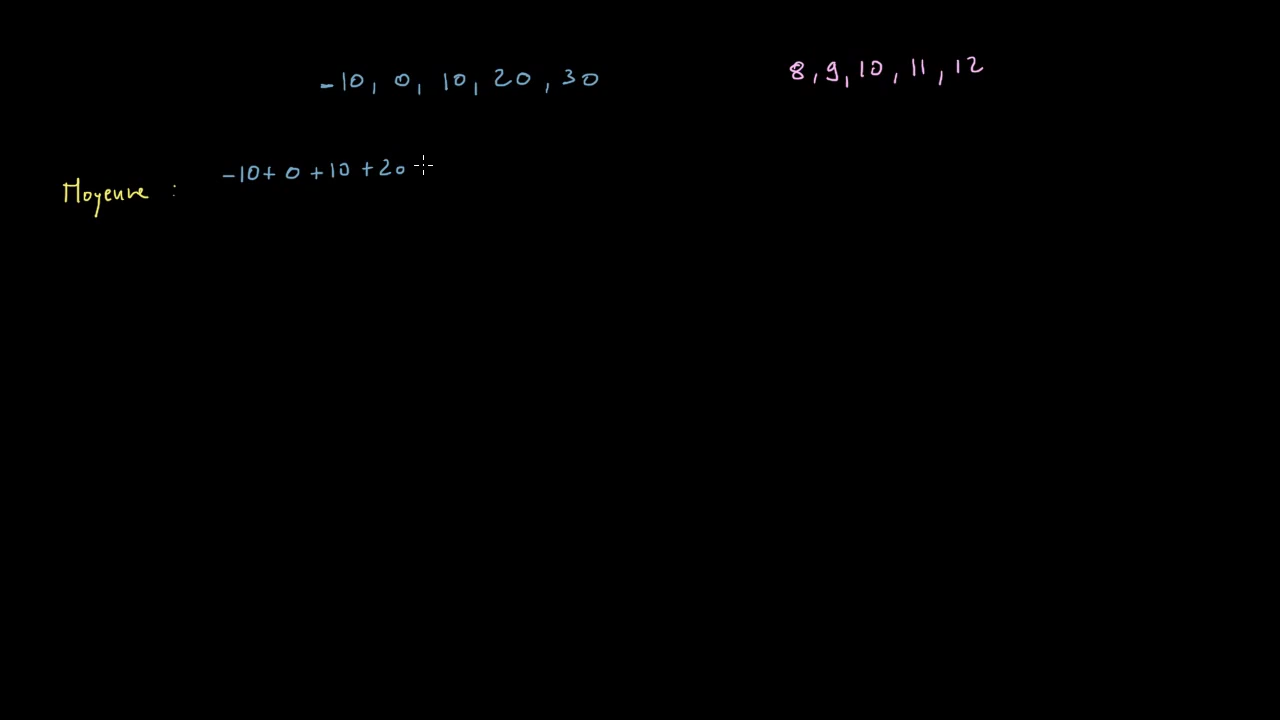 -10, 0, 10, 20, 30
8, 9, 10, 11, 12
Moyenne : -10 + 0 + 10 + 20